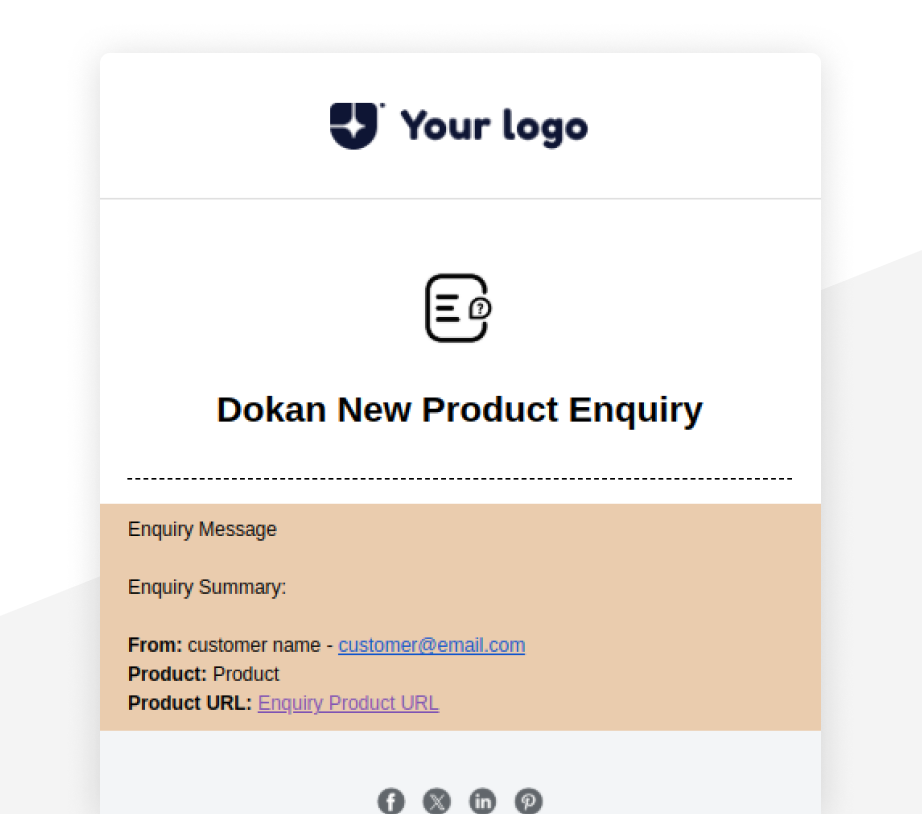 Your logo
?
Dokan New Product Enquiry
Enquiry Message
Enquiry Summary:
From: customer name - customer@email.com
Product: Product
Product URL: Enquiry Product URL